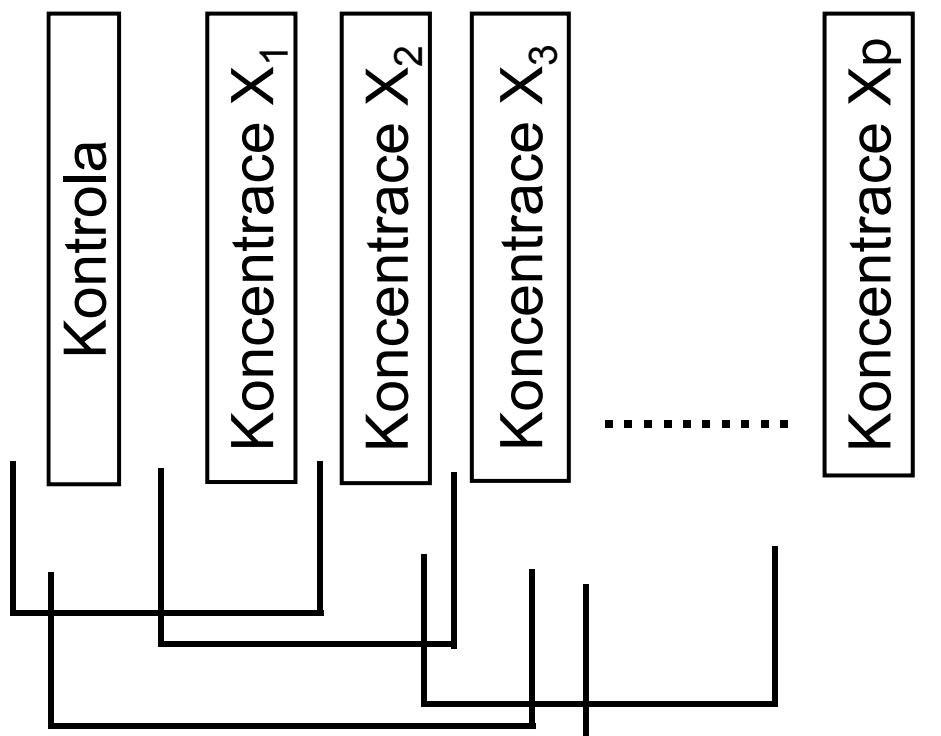 Kontrola
Koncentrace X₁
Koncentrace X₂
Koncentrace X₃
Koncentrace Xp